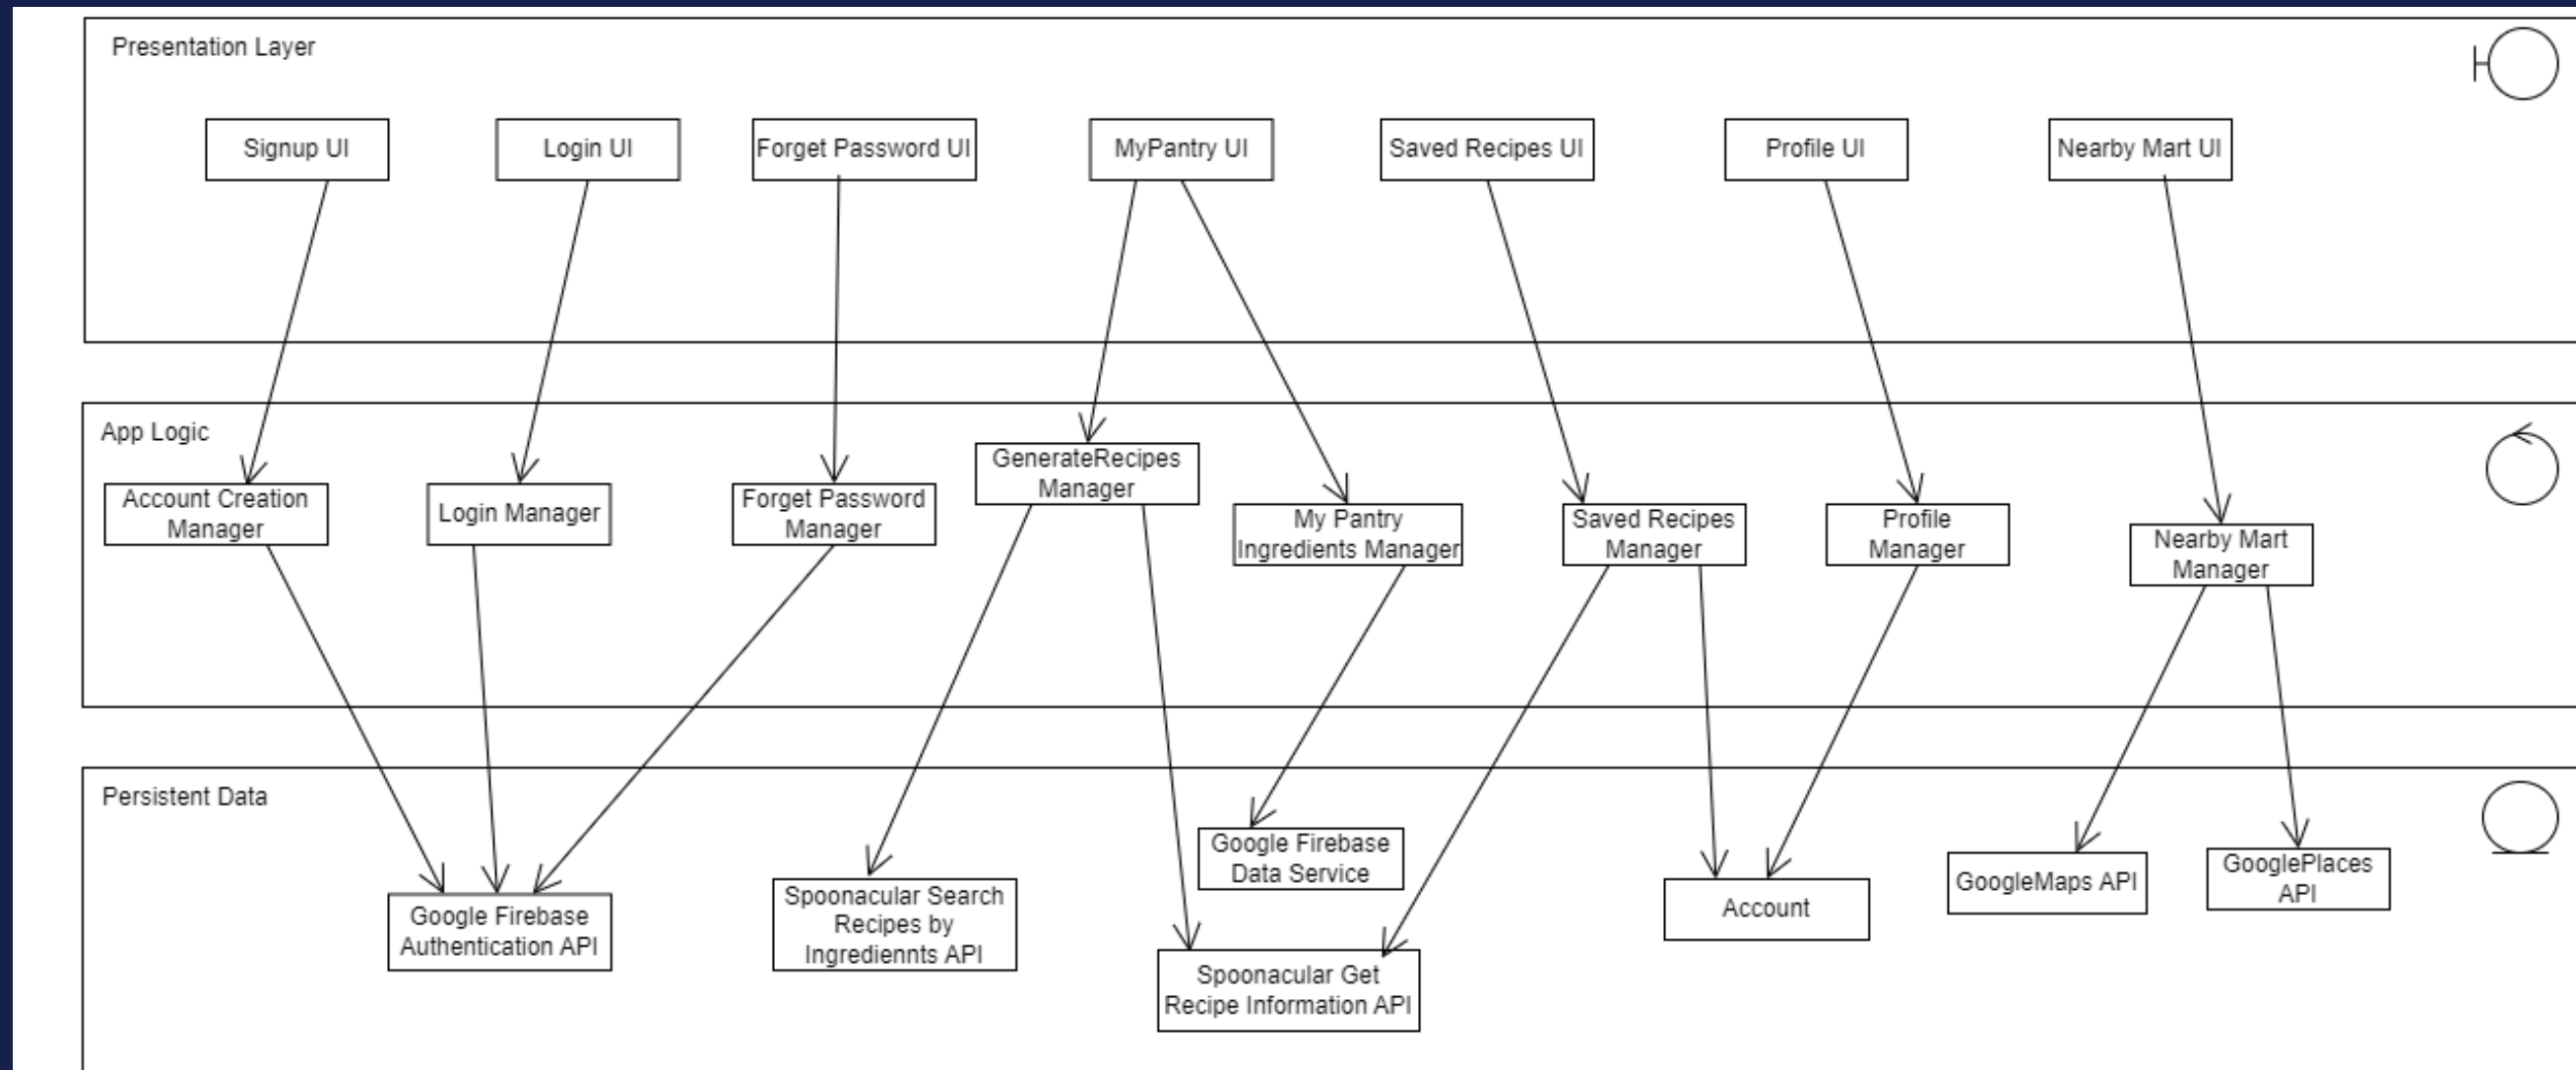 Presentation Layer
Signup UI
Login UI
Forget Password UI
MyPantry UI
Saved Recipes UI
Profile UI
Nearby Mart UI
App Logic
Account Creation
Manager
Login Manager
Forget Password
Manager
GenerateRecipes
Manager
My Pantry
Ingredients Manager
Saved Recipes
Manager
Profile
Manager
Nearby Mart
Manager
Persistent Data
Google Firebase
Authentication API
Spoonacular Search
Recipes by
Ingrediennts API
Google Firebase
Data Service
Spoonacular Get
Recipe Information API
Account
GoogleMaps API
GooglePlaces
API